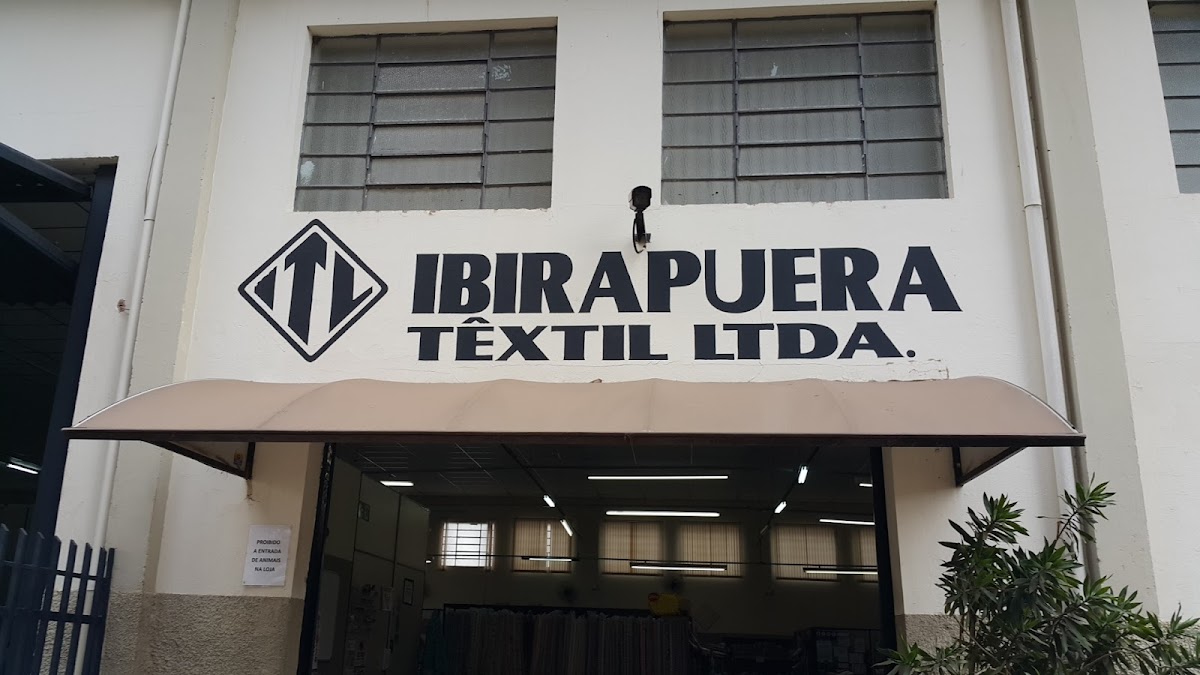 ITL
IBIRAPUERA
TÊXTIL LTDA.
PROIBIDO
A ENTRADA
DE ANIMAIS
NA LOJA